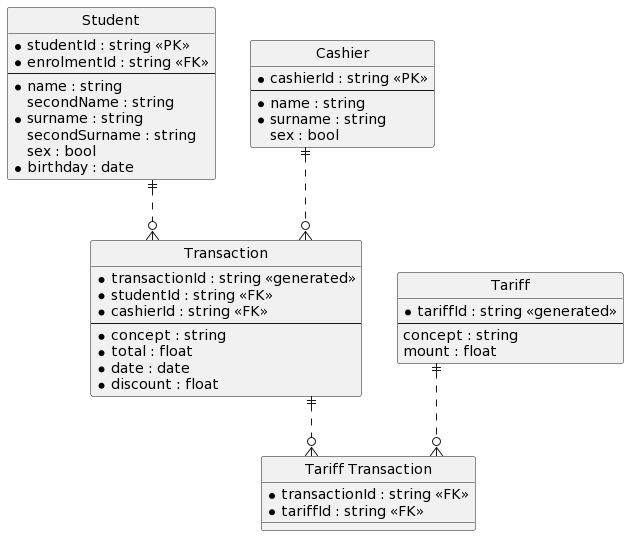 Student
studentId : string «PK»
enrolmentId : string «FK»
name : string
secondName : string
surname : string
secondSurname : string
sex : bool
birthday : date
Cashier
cashierId : string «PK»
name : string
surname : string
sex : bool
Transaction
transactionId : string «generated»
studentId : string «FK»
cashierId : string «FK»
concept : string
total : float
date : date
discount : float
Tariff
tariffId : string «generated»
concept : string
mount : float
Tariff Transaction
transactionId : string «FK»
tariffId : string «FK»